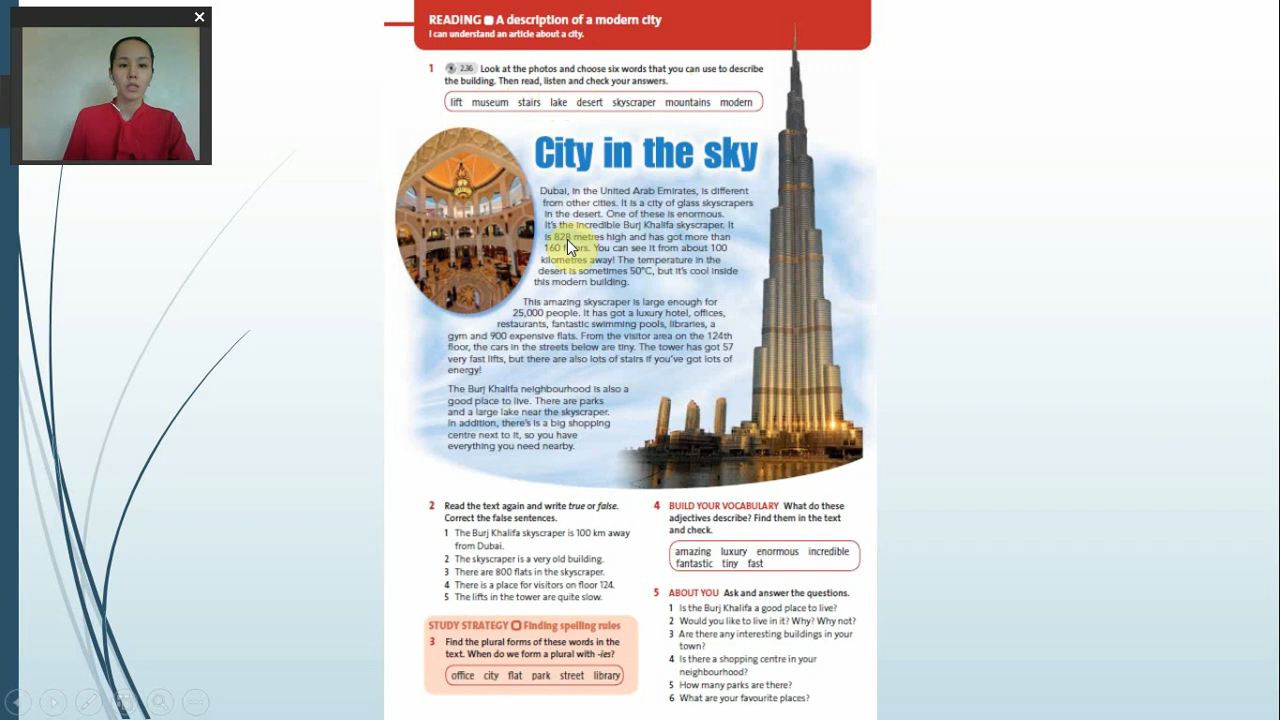 READING A description of a modern city
I can understand an article about a city.
1 2.36 Look at the photos and choose six words that you can use to describe
the building. Then read, listen and check your answers.
lift museum stairs lake desert skyscraper mountains modern
City in the sky
Dubai, in the United Arab Emirates, is different
from other cities. It is a city of glass skyscrapers
in the desert. One of these is enormous.
It's the incredible Burj Khalifa skyscraper. It
is 828 metres high and has got more than
160 floors. You can see it from about 100
kilometres away! The temperature in the
desert is sometimes 50°C, but it's cool inside
this modern building.
This amazing skyscraper is large enough for
25,000 people. It has got a luxury hotel, offices,
restaurants, fantastic swimming pools, libraries, a
gym and 900 expensive flats. From the visitor area on the 124th
floor, the cars in the streets below are tiny. The tower has got 57
very fast lifts, but there are also lots of stairs if you've got lots of
energy!
The Burj Khalifa neighbourhood is also a
good place to live. There are parks
and a large lake near the skyscraper.
In addition, there's a big shopping
centre next to it, so you have
everything you need nearby.
2 Read the text again and write true or false.
Correct the false sentences.
1 The Burj Khalifa skyscraper is 100 km away
from Dubai.
2 The skyscraper is a very old building.
3 There are 800 flats in the skyscraper.
4 There is a place for visitors on floor 124.
5 The lifts in the tower are quite slow.
STUDY STRATEGY Finding spelling rules
3 Find the plural forms of these words in the
text. When do we form a plural with -ies?
office city flat park street library
4 BUILD YOUR VOCABULARY What do these
adjectives describe? Find them in the text
and check.
amazing luxury enormous incredible
fantastic tiny fast
5 ABOUT YOU Ask and answer the questions.
1 Is the Burj Khalifa a good place to live?
2 Would you like to live in it? Why? Why not?
3 Are there any interesting buildings in your
town?
4 Is there a shopping centre in your
neighbourhood?
5 How many parks are there?
6 What are your favourite places?